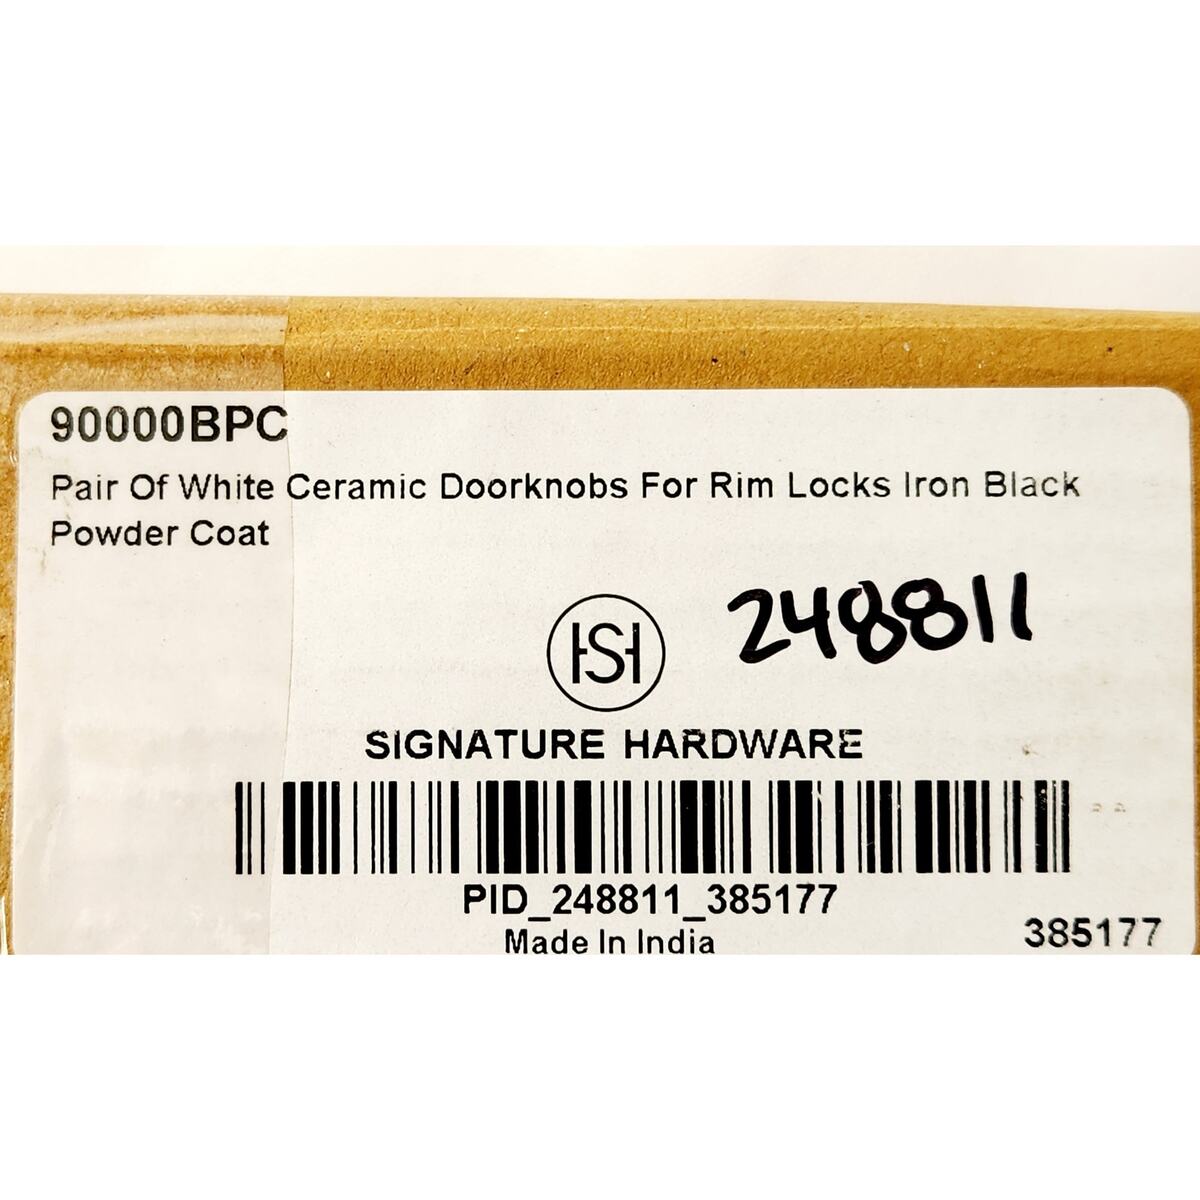 90000BPC
Pair Of White Ceramic Doorknobs For Rim Locks Iron Black
Powder Coat
248811
HSH
SIGNATURE HARDWARE
PID_248811_385177
Made In India
385177